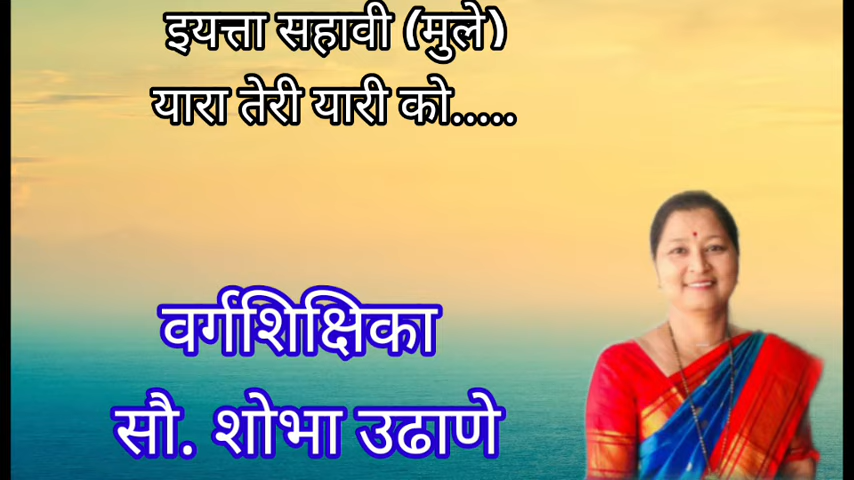 इयत्ता सहावी (मुले)
यारा तेरी यारी को.....
वर्गशिक्षिका
सौ. शोभा उढाणे